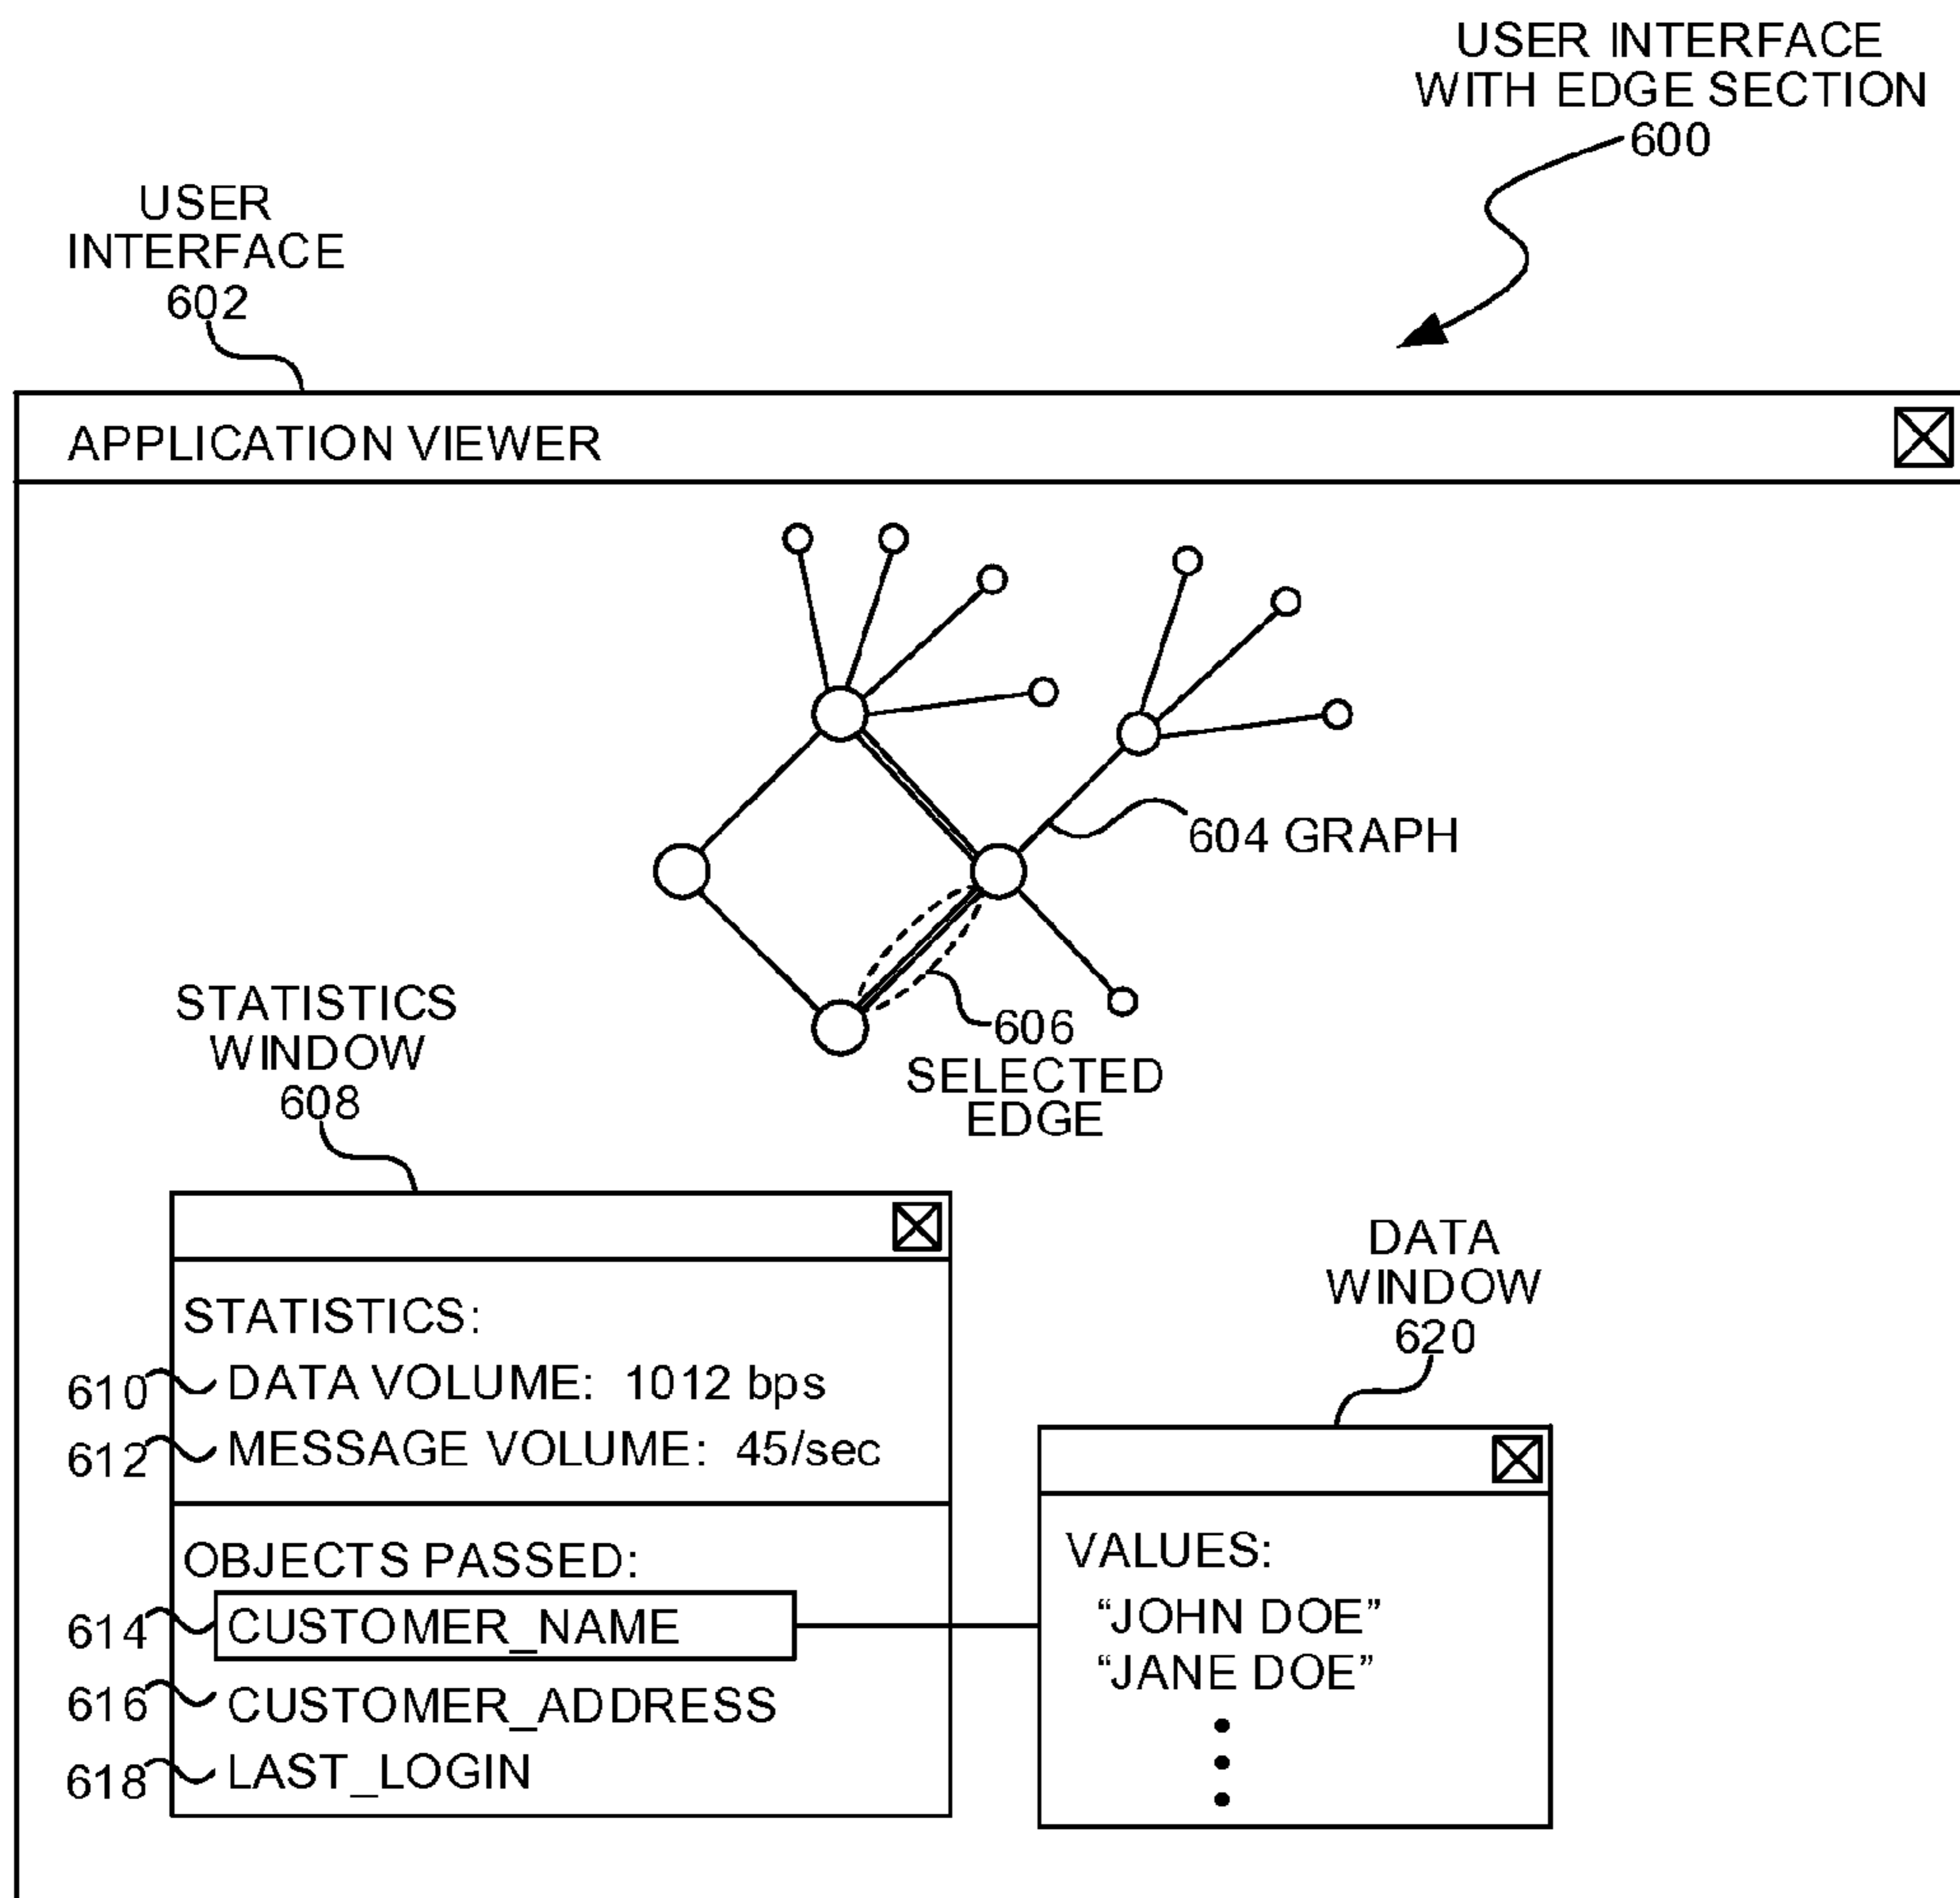 USER INTERFACE
WITH EDGE SECTION
600
USER
INTERFACE
602
APPLICATION VIEWER
604 GRAPH
606
SELECTED
EDGE
STATISTICS
WINDOW
608
STATISTICS:
610 DATA VOLUME: 1012 bps
612 MESSAGE VOLUME: 45/sec
OBJECTS PASSED:
614 CUSTOMER_NAME
616 CUSTOMER_ADDRESS
618 LAST_LOGIN
DATA
WINDOW
620
VALUES:
“JOHN DOE”
“JANE DOE”